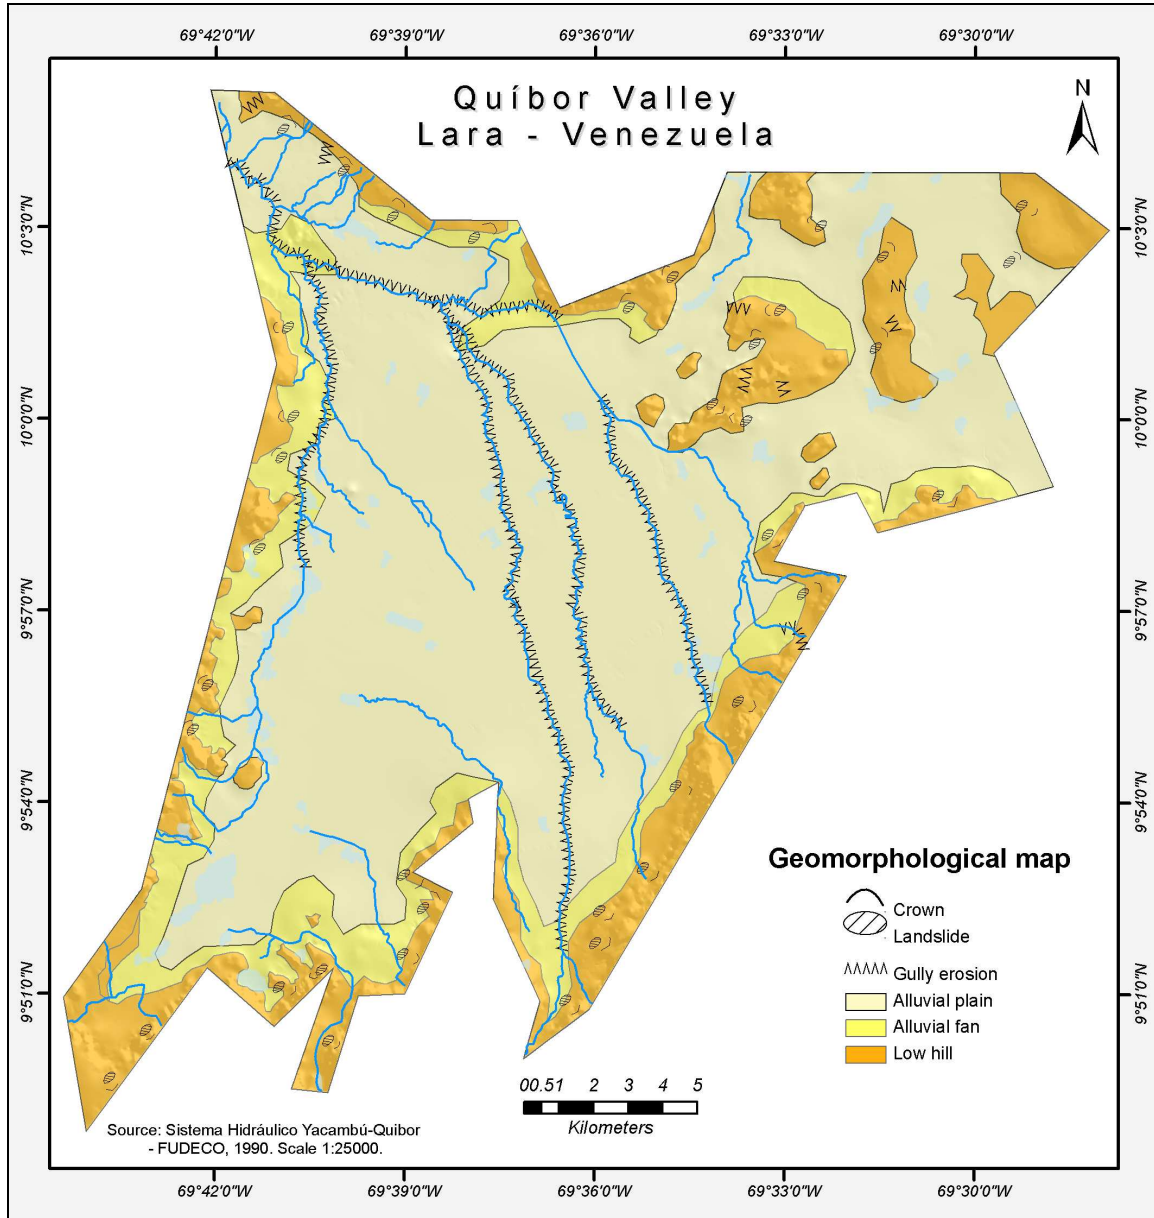 69°42'0"W 69°39'0"W 69°36'0"W 69°33'0"W 69°30'0"W
Quíbor Valley
Lara - Venezuela
N
10°3'0"N
10°3'0"N
10°0'0"N
10°0'0"N
9°57'0"N
9°57'0"N
9°54'0"N
9°54'0"N
9°51'0"N
9°51'0"N
Geomorphological map
Crown
Landslide
Gully erosion
Alluvial plain
Alluvial fan
Low hill
00.51 2 3 4 5
Kilometers
Source: Sistema Hidráulico Yacambú-Quibor
- FUDECO, 1990. Scale 1:25000.
69°42'0"W 69°39'0"W 69°36'0"W 69°33'0"W 69°30'0"W